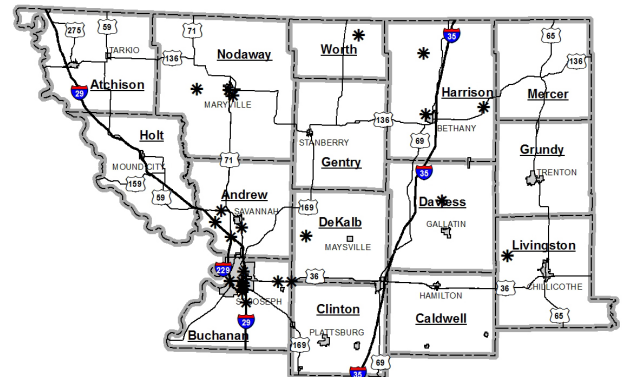 59
71
275
35
65
TARKIO
Nodaway
Worth
136
136
Atchison
Harrison
Mercer
29
MARYVILLE
136
BETHANY
Holt
STANBERRY
69
Grundy
MOUND CITY
71
Gentry
35
TRENTON
159
59
Andrew
SAVANNAH
169
DeKalb
Daviess
GALLATIN
MAYSVILLE
Livingston
229
36
CHILLICOTHE
HAMILTON
36
Clinton
Caldwell
65
29
Buchanan
PLATTSBURG
169
69
35